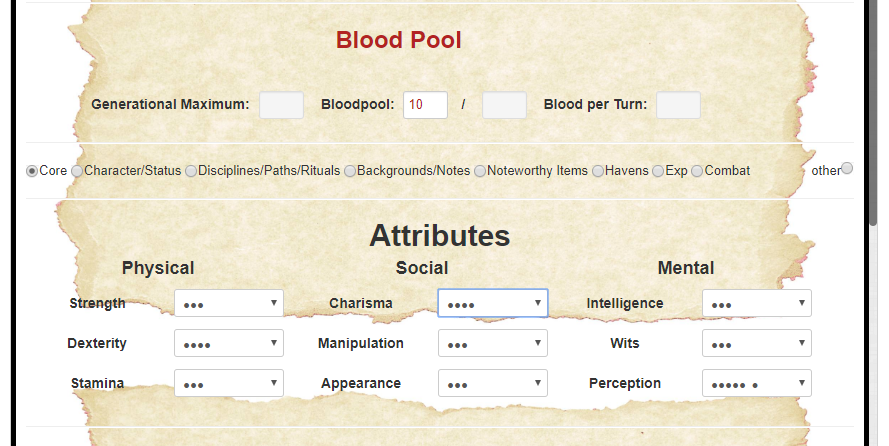 Blood Pool
Generational Maximum: Bloodpool: 10 / Blood per Turn:
Core Character/Status Disciplines/Paths/Rituals Backgrounds/Notes Noteworthy Items Havens Exp Combat other
Attributes
Physical Social Mental
Strength ●●● Charisma ●●●● Intelligence ●●●
Dexterity ●●●● Manipulation ●●● Wits ●●●
Stamina ●●● Appearance ●●● Perception ●●●●● ●